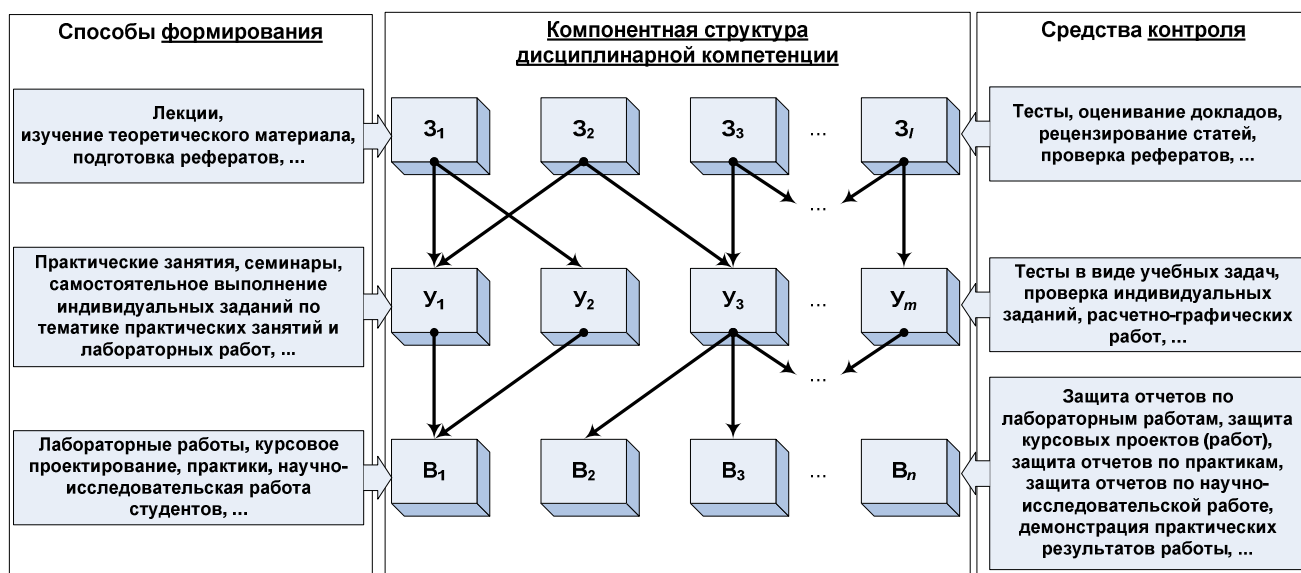 Способы формирования
Лекции,
изучение теоретического материала,
подготовка рефератов, ...
Практические занятия, семинары,
самостоятельное выполнение
индивидуальных заданий по
тематике практических занятий и
лабораторных работ, ...
Лабораторные работы, курсовое
проектирование, практики, научно-
исследовательская работа
студентов, ...
Компонентная структура
дисциплинарной компетенции
З1 З2 З3 ... Зl
...
У1 У2 У3 ... Уm
...
В1 В2 В3 ... Вn
Средства контроля
Тесты, оценивание докладов,
рецензирование статей,
проверка рефератов, ...
Тесты в виде учебных задач,
проверка индивидуальных
заданий, расчетно-графических
работ, ...
Защита отчетов по
лабораторным работам, защита
курсовых проектов (работ),
защита отчетов по практикам,
защита отчетов по научно-
исследовательской работе,
демонстрация практических
результатов работы, ...